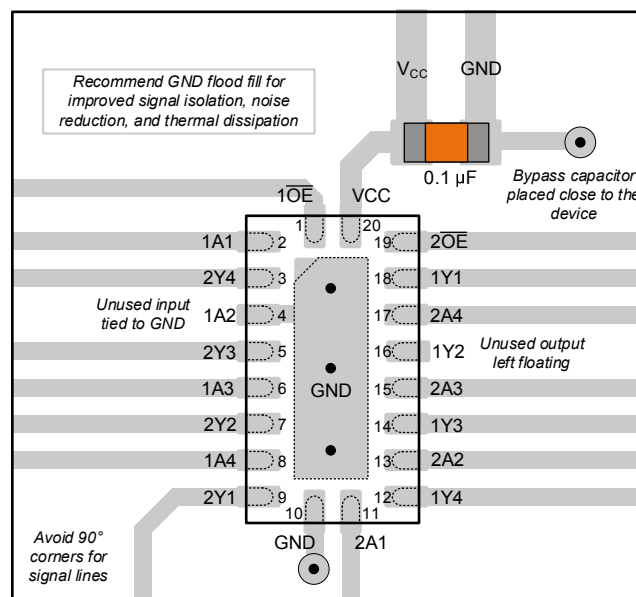 Recommend GND flood fill for
improved signal isolation, noise
reduction, and thermal dissipation
VCC GND
0.1 µF
Bypass capacitor
placed close to the
device
1O̅E̅ VCC
1 20
1A1 2 19 2O̅E̅
2Y4 3 18 1Y1
Unused input
tied to GND
1A2 4 17 2A4
2Y3 5 16 1Y2
Unused output
left floating
1A3 6 GND 15 2A3
2Y2 7 14 1Y3
1A4 8 13 2A2
2Y1 9 12 1Y4
10 11
GND 2A1
Avoid 90°
corners for
signal lines